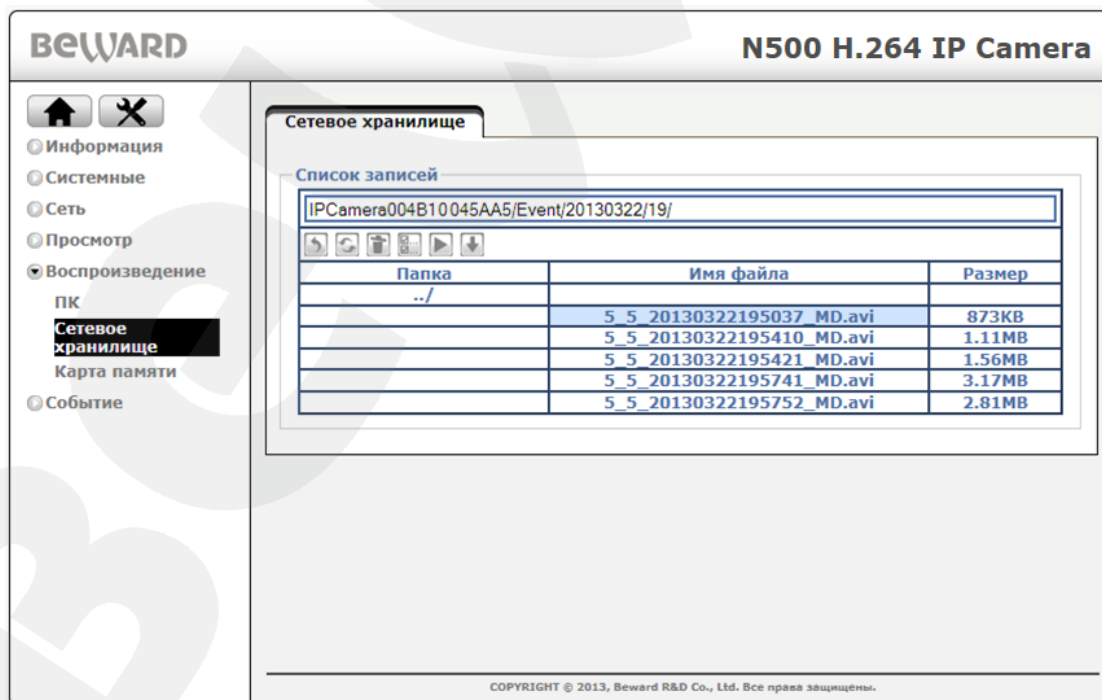 BEWARD
N500 H.264 IP Camera
Информация
Системные
Сеть
Просмотр
Воспроизведение
ПК
Сетевое
хранилище
Карта памяти
Событие
Сетевое хранилище
Список записей
IPCamera004B10045AA5/Event/20130322/19/
Папка Имя файла Размер
../
5_5_20130322195037_MD.avi 873KB
5_5_20130322195410_MD.avi 1.11MB
5_5_20130322195421_MD.avi 1.56MB
5_5_20130322195741_MD.avi 3.17MB
5_5_20130322195752_MD.avi 2.81MB
COPYRIGHT © 2013, Beward R&D Co., Ltd. Все права защищены.